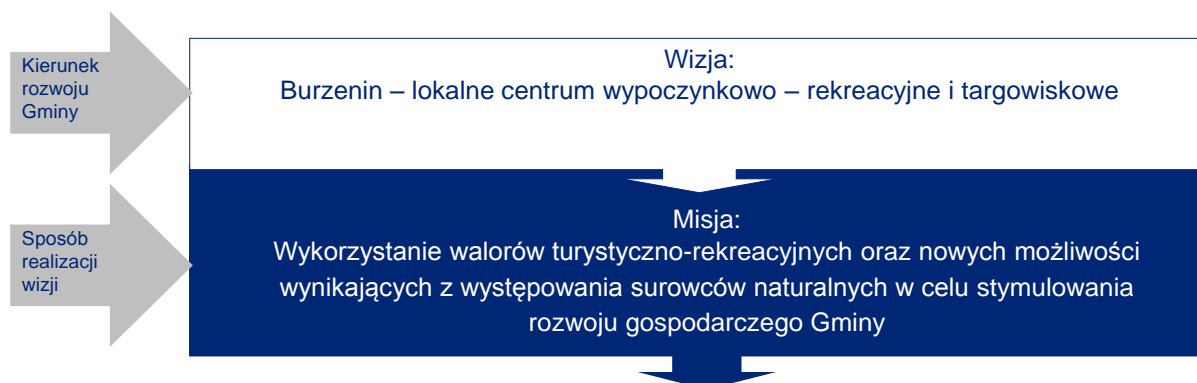 Kierunek
rozwoju
Gminy
Wizja:
Burzenin – lokalne centrum wypoczynkowo – rekreacyjne i targowiskowe
Sposób
realizacji
wizji
Misja:
Wykorzystanie walorów turystyczno-rekreacyjnych oraz nowych możliwości
wynikających z występowania surowców naturalnych w celu stymulowania
rozwoju gospodarczego Gminy